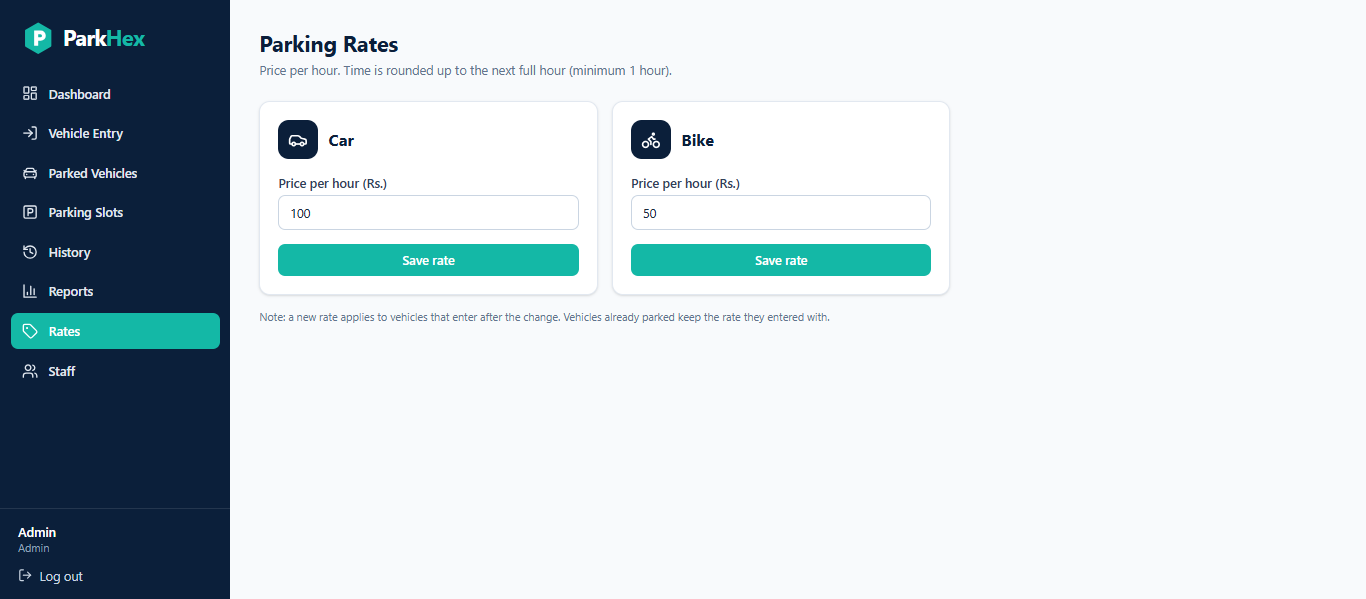 ParkHex
Dashboard
Vehicle Entry
Parked Vehicles
Parking Slots
History
Reports
Rates
Staff
Admin
Admin
Log out
Parking Rates
Price per hour. Time is rounded up to the next full hour (minimum 1 hour).
Car
Price per hour (Rs.)
100
Save rate
Bike
Price per hour (Rs.)
50
Save rate
Note: a new rate applies to vehicles that enter after the change. Vehicles already parked keep the rate they entered with.